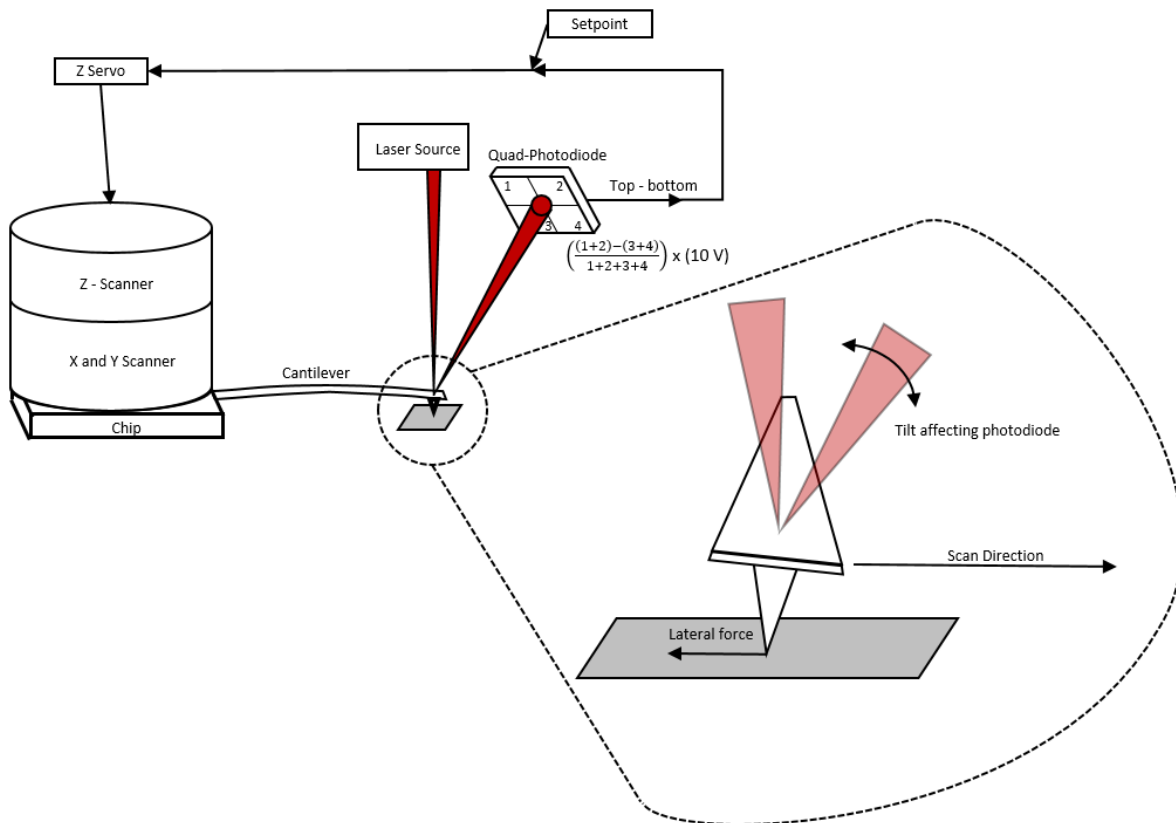 Setpoint
Z Servo
Laser Source
Quad-Photodiode
1 2
3 4
Top - bottom
(((1+2)−(3+4))/(1+2+3+4)) x (10 V)
Z - Scanner
X and Y Scanner
Cantilever
Chip
Tilt affecting photodiode
Scan Direction
Lateral force